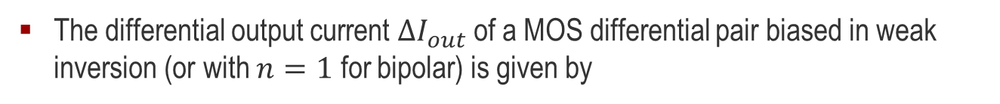 ▪ The differential output current Δ𝐼𝑜𝑢𝑡 of a MOS differential pair biased in weak
inversion (or with 𝑛 = 1 for bipolar) is given by